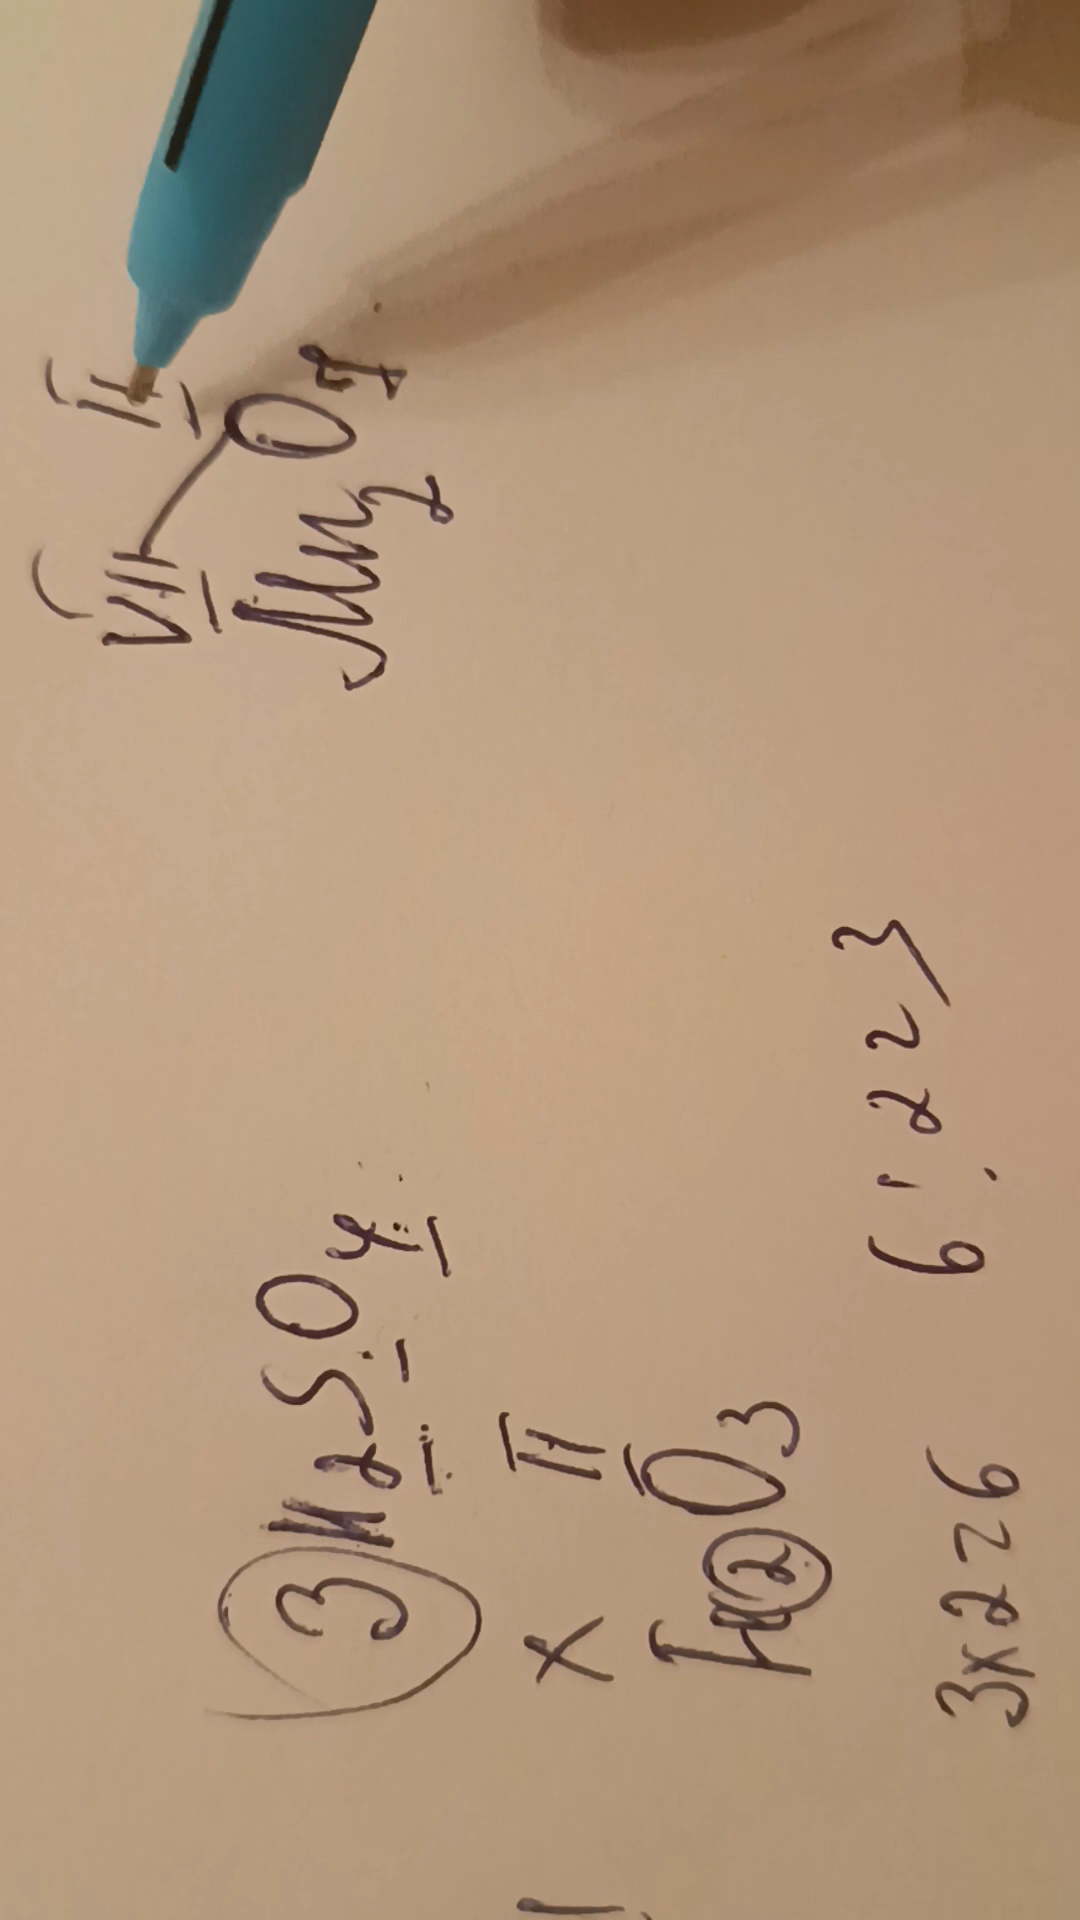 VII II
3 H₂SO₄ Mn₂O₇
x II
Fe₂O₃
3x2=6 6:2=3